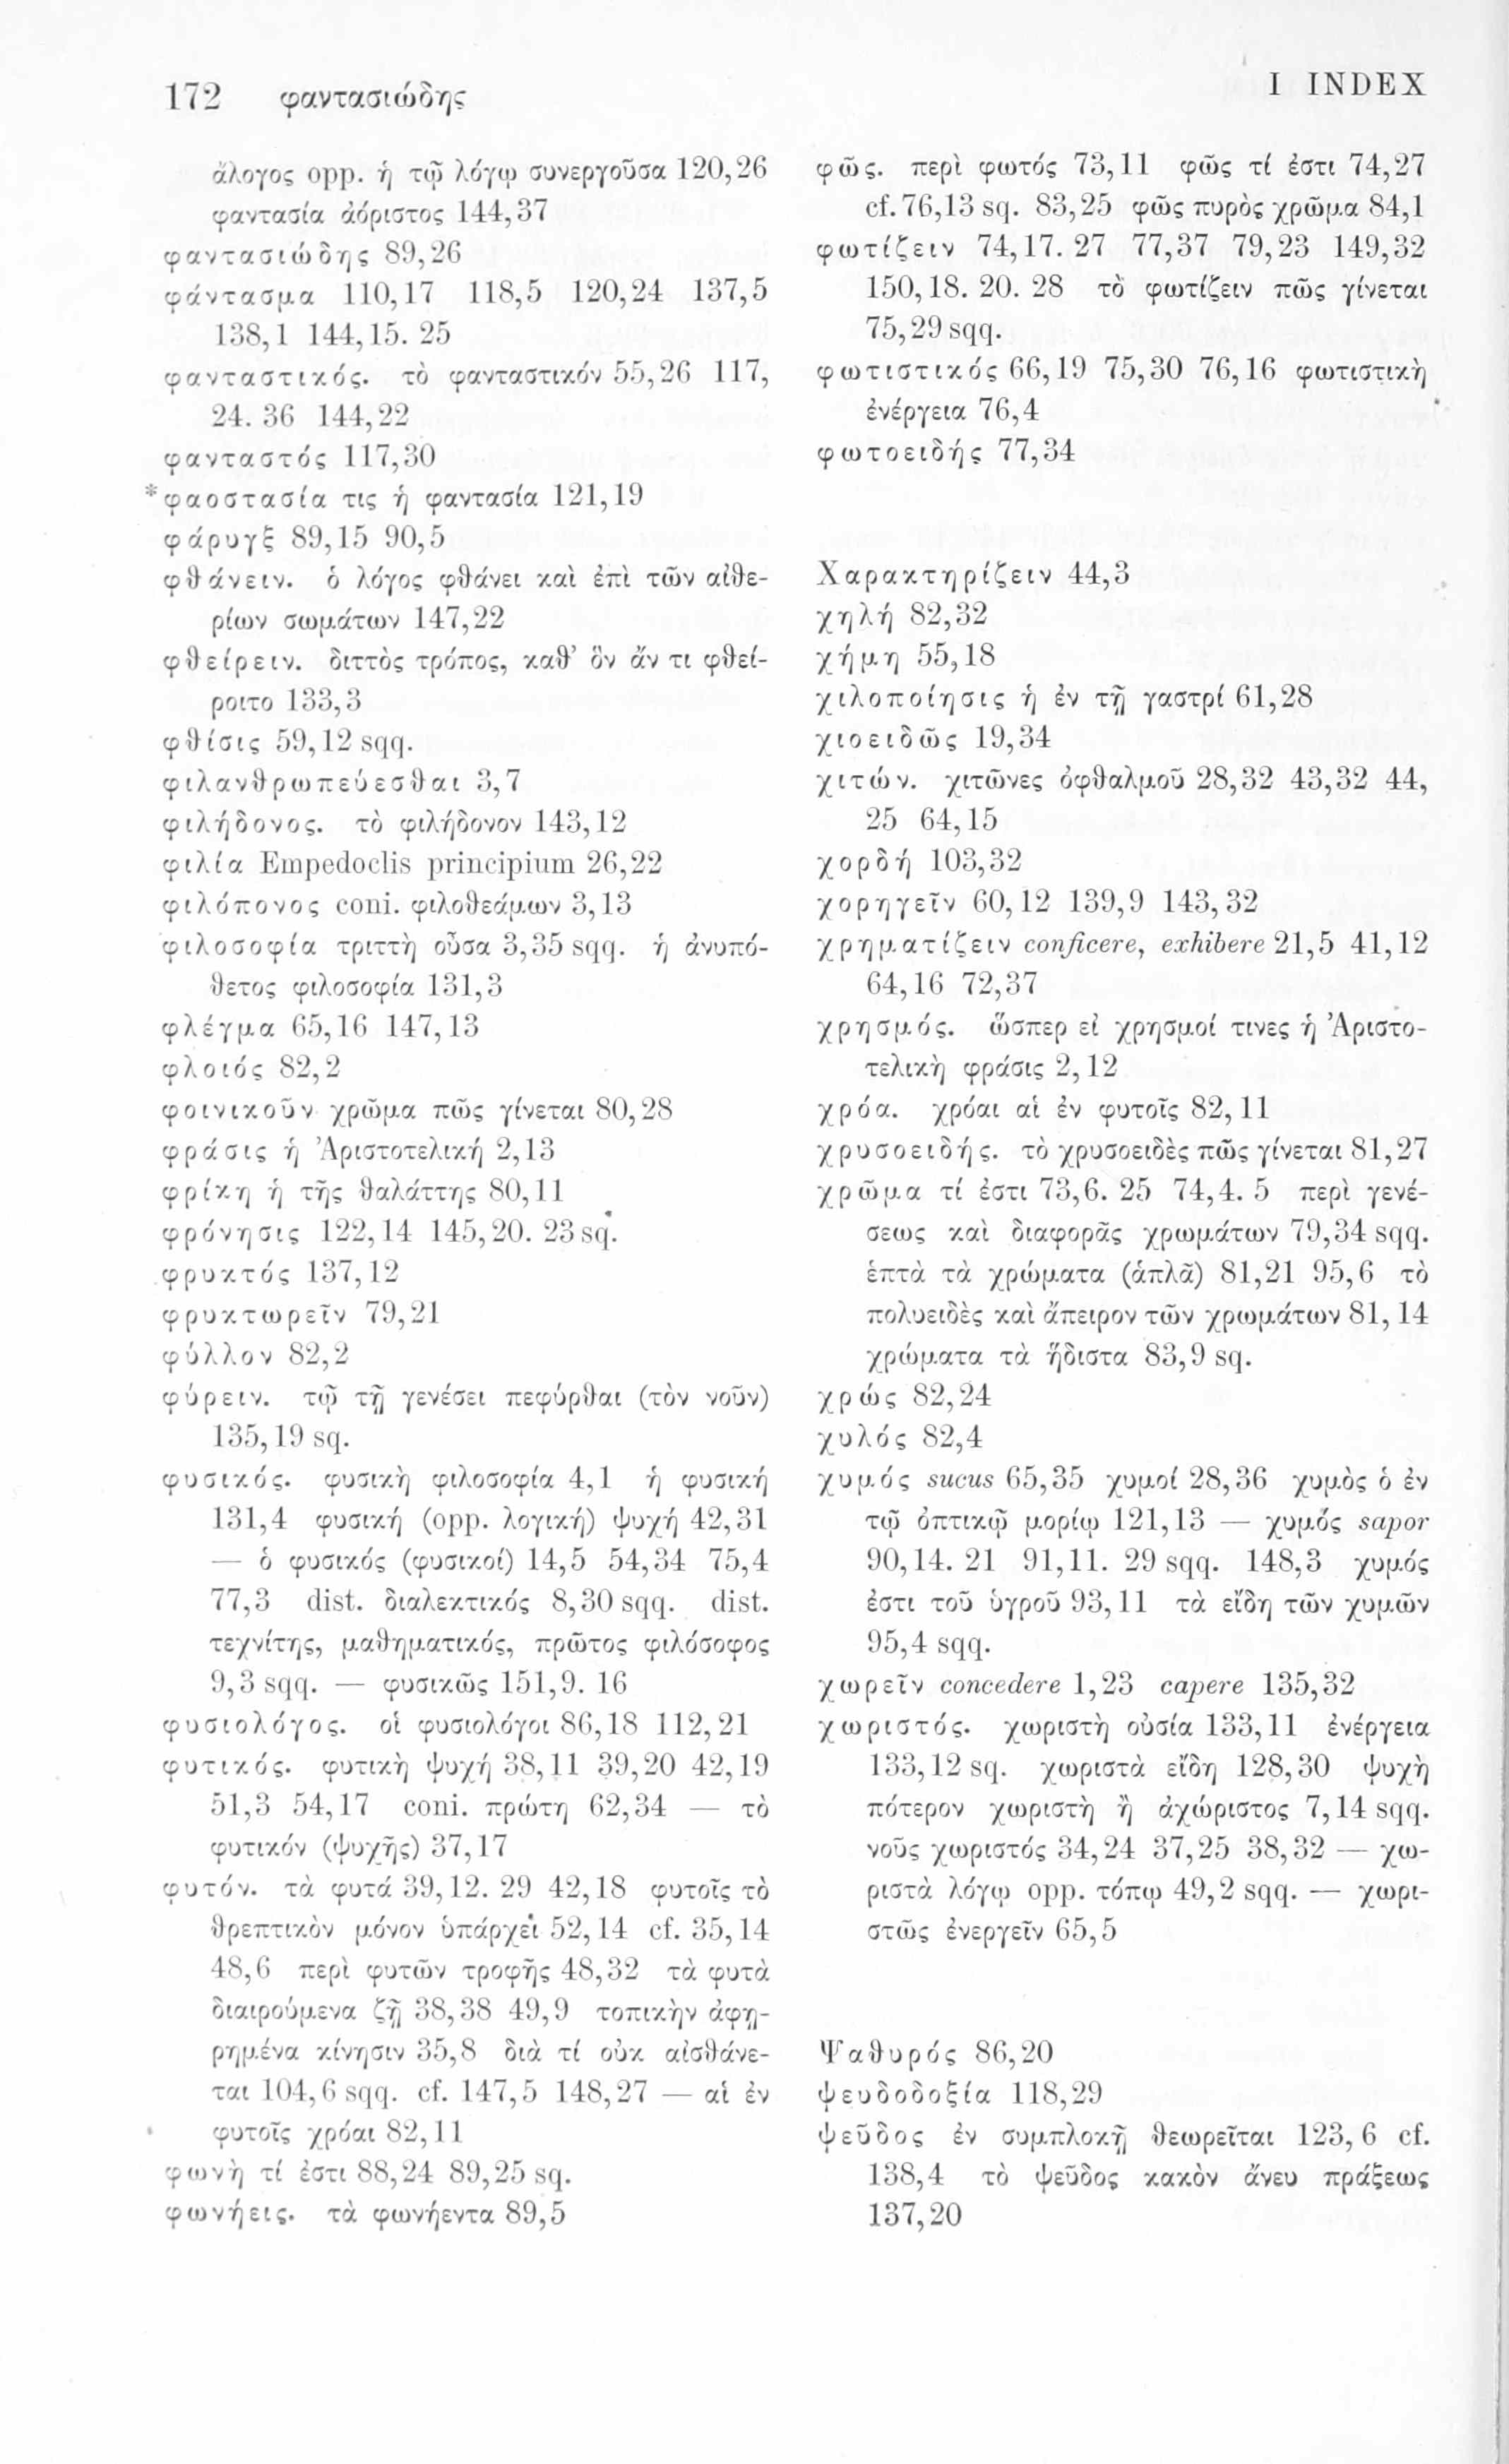 172 φαντασιώδης
I INDEX
ἄλογος opp. ἡ τῷ λόγῳ συνεργοῦσα 120,26
φαντασία ἀόριστος 144,37
φαντασιώδης 89,26
φάντασμα 110,17 118,5 120,24 137,5
138,1 144,15. 25
φανταστικός. τὸ φανταστικόν 55,26 117,
24. 36 144,22
φανταστός 117,30
*φαοστασία τις ἡ φαντασία 121,19
φάρυγξ 89,15 90,5
φθάνειν. ὁ λόγος φθάνει καὶ ἐπὶ τῶν αἰθε-
ρίων σωμάτων 147,22
φθείρειν. διττὸς τρόπος, καθ’ ὃν ἄν τι φθεί-
ροιτο 133,3
φθίσις 59,12 sqq.
φιλανθρωπεύεσθαι 3,7
φιλήδονος. τὸ φιλήδονον 143,12
φιλία Empedoclis principium 26,22
φιλόπονος coni. φιλοθεάμων 3,13
φιλοσοφία τριττὴ οὖσα 3,35 sqq. ἡ ἀνυπό-
θετος φιλοσοφία 131,3
φλέγμα 65,16 147,13
φλοιός 82,2
φοινικοῦν χρῶμα πῶς γίνεται 80,28
φράσις ἡ Ἀριστοτελική 2,13
φρίκη ἡ τῆς θαλάττης 80,11
φρόνησις 122,14 145,20. 23 sq.
φρυκτός 137,12
φρυκτωρεῖν 79,21
φύλλον 82,2
φύρειν. τῷ τῇ γενέσει πεφύρθαι (τὸν νοῦν)
135,19 sq.
φυσικός. φυσικὴ φιλοσοφία 4,1 ἡ φυσική
131,4 φυσική (opp. λογική) ψυχή 42,31
— ὁ φυσικός (φυσικοί) 14,5 54,34 75,4
77,3 dist. διαλεκτικός 8,30 sqq. dist.
τεχνίτης, μαθηματικός, πρῶτος φιλόσοφος
9,3 sqq. — φυσικῶς 151,9. 16
φυσιολόγος. οἱ φυσιολόγοι 86,18 112,21
φυτικός. φυτικὴ ψυχή 38,11 39,20 42,19
51,3 54,17 coni. πρώτη 62,34 — τὸ
φυτικόν (ψυχῆς) 37,17
φυτόν. τὰ φυτά 39,12. 29 42,18 φυτοῖς τὸ
θρεπτικὸν μόνον ὑπάρχει 52,14 cf. 35,14
48,6 περὶ φυτῶν τροφῆς 48,32 τὰ φυτὰ
διαιρούμενα ζῇ 38,38 49,9 τοπικὴν ἀφῃ-
ρημένα κίνησιν 35,8 διὰ τί οὐκ αἰσθάνε-
ται 104,6 sqq. cf. 147,5 148,27 — αἱ ἐν
φυτοῖς χρόαι 82,11
φωνὴ τί ἐστι 88,24 89,25 sq.
φωνήεις. τὰ φωνήεντα 89,5
φῶς. περὶ φωτός 73,11 φῶς τί ἐστι 74,27
cf. 76,13 sq. 83,25 φῶς πυρὸς χρῶμα 84,1
φωτίζειν 74,17. 27 77,37 79,23 149,32
150,18. 20. 28 τὸ φωτίζειν πῶς γίνεται
75,29 sqq.
φωτιστικός 66,19 75,30 76,16 φωτιστικὴ
ἐνέργεια 76,4
φωτοειδής 77,34
Χαρακτηρίζειν 44,3
χηλή 82,32
χήμη 55,18
χιλοποίησις ἡ ἐν τῇ γαστρί 61,28
χιοειδῶς 19,34
χιτών. χιτῶνες ὀφθαλμοῦ 28,32 43,32 44,
25 64,15
χορδή 103,32
χορηγεῖν 60,12 139,9 143,32
χρηματίζειν conficere, exhibere 21,5 41,12
64,16 72,37
χρησμός. ὥσπερ εἰ χρησμοί τινες ἡ Ἀριστο-
τελικὴ φράσις 2,12
χρόα. χρόαι αἱ ἐν φυτοῖς 82,11
χρυσοειδής. τὸ χρυσοειδὲς πῶς γίνεται 81,27
χρῶμα τί ἐστι 73,6. 25 74,4. 5 περὶ γενέ-
σεως καὶ διαφορᾶς χρωμάτων 79,34 sqq.
ἑπτὰ τὰ χρώματα (ἁπλᾶ) 81,21 95,6 τὸ
πολυειδὲς καὶ ἄπειρον τῶν χρωμάτων 81,14
χρώματα τὰ ἥδιστα 83,9 sq.
χρώς 82,24
χυλός 82,4
χυμός sucus 65,35 χυμοί 28,36 χυμὸς ὁ ἐν
τῷ ὀπτικῷ μορίῳ 121,13 — χυμός sapor
90,14. 21 91,11. 29 sqq. 148,3 χυμός
ἐστι τοῦ ὑγροῦ 93,11 τὰ εἴδη τῶν χυμῶν
95,4 sqq.
χωρεῖν concedere 1,23 capere 135,32
χωριστός. χωριστὴ οὐσία 133,11 ἐνέργεια
133,12 sq. χωριστὰ εἴδη 128,30 ψυχὴ
πότερον χωριστὴ ἢ ἀχώριστος 7,14 sqq.
νοῦς χωριστός 34,24 37,25 38,32 — χω-
ριστὰ λόγῳ opp. τόπῳ 49,2 sqq. — χωρι-
στῶς ἐνεργεῖν 65,5
Ψαθυρός 86,20
ψευδοδοξία 118,29
ψεῦδος ἐν συμπλοκῇ θεωρεῖται 123,6 cf.
138,4 τὸ ψεῦδος κακὸν ἄνευ πράξεως
137,20